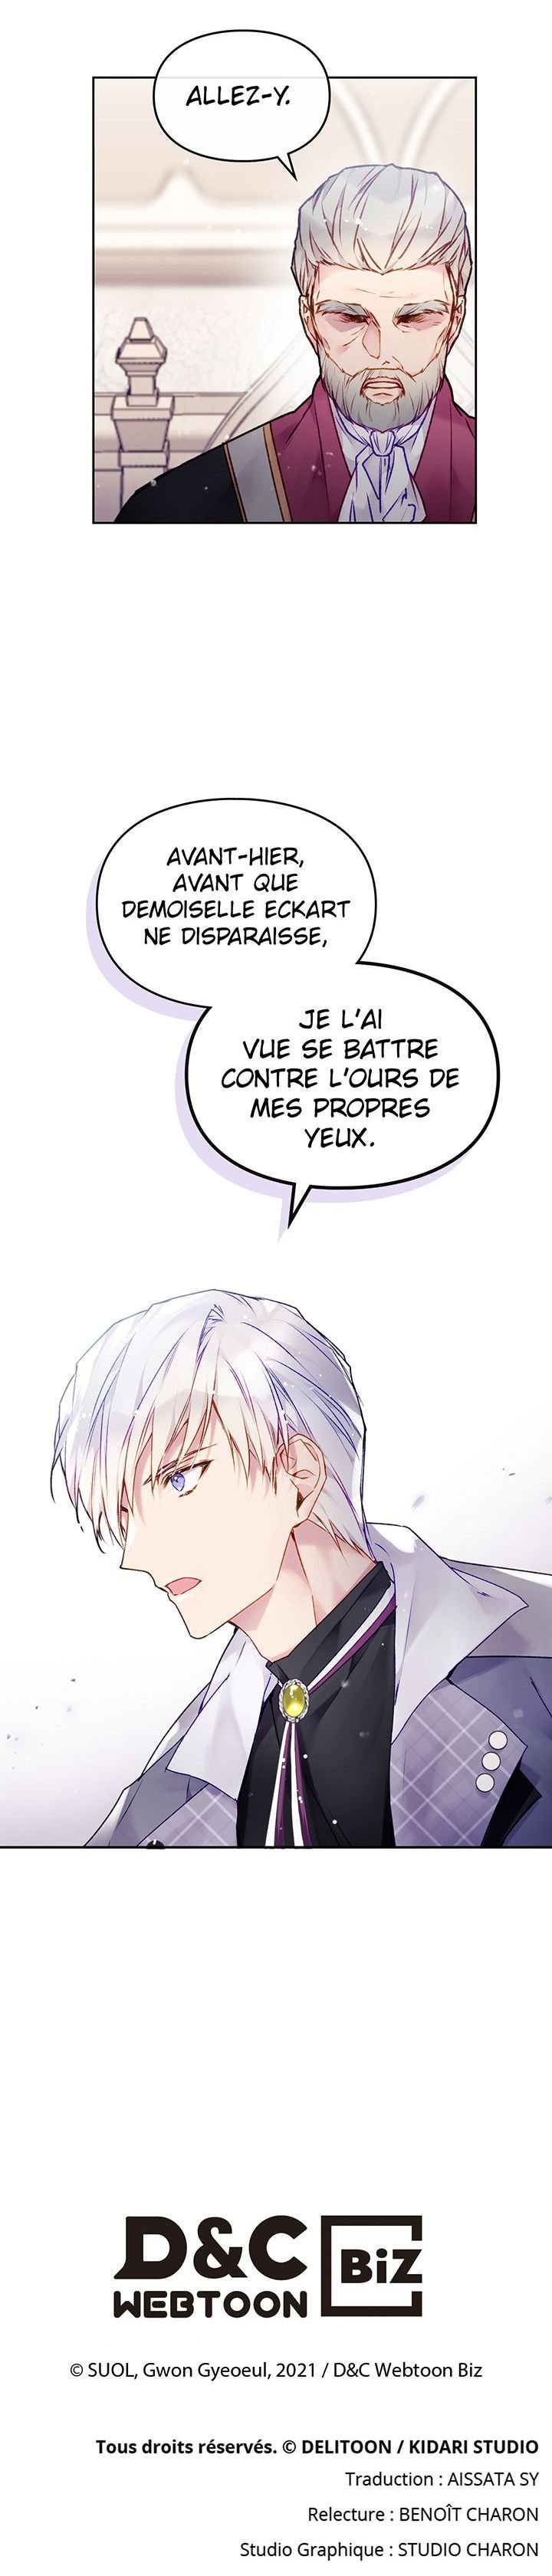 ALLEZ-Y.
AVANT-HIER,
AVANT QUE
DEMOISELLE ECKART
NE DISPARAISSE,
JE L'AI
VUE SE BATTRE
CONTRE L'OURS DE
MES PROPRES
YEUX.
D&C
WEBTOON
BiZ
© SUOL, Gwon Gyeoeul, 2021 / D&C Webtoon Biz
Tous droits réservés. © DELITOON / KIDARI STUDIO
Traduction : AISSATA SY
Relecture : BENOÎT CHARON
Studio Graphique : STUDIO CHARON